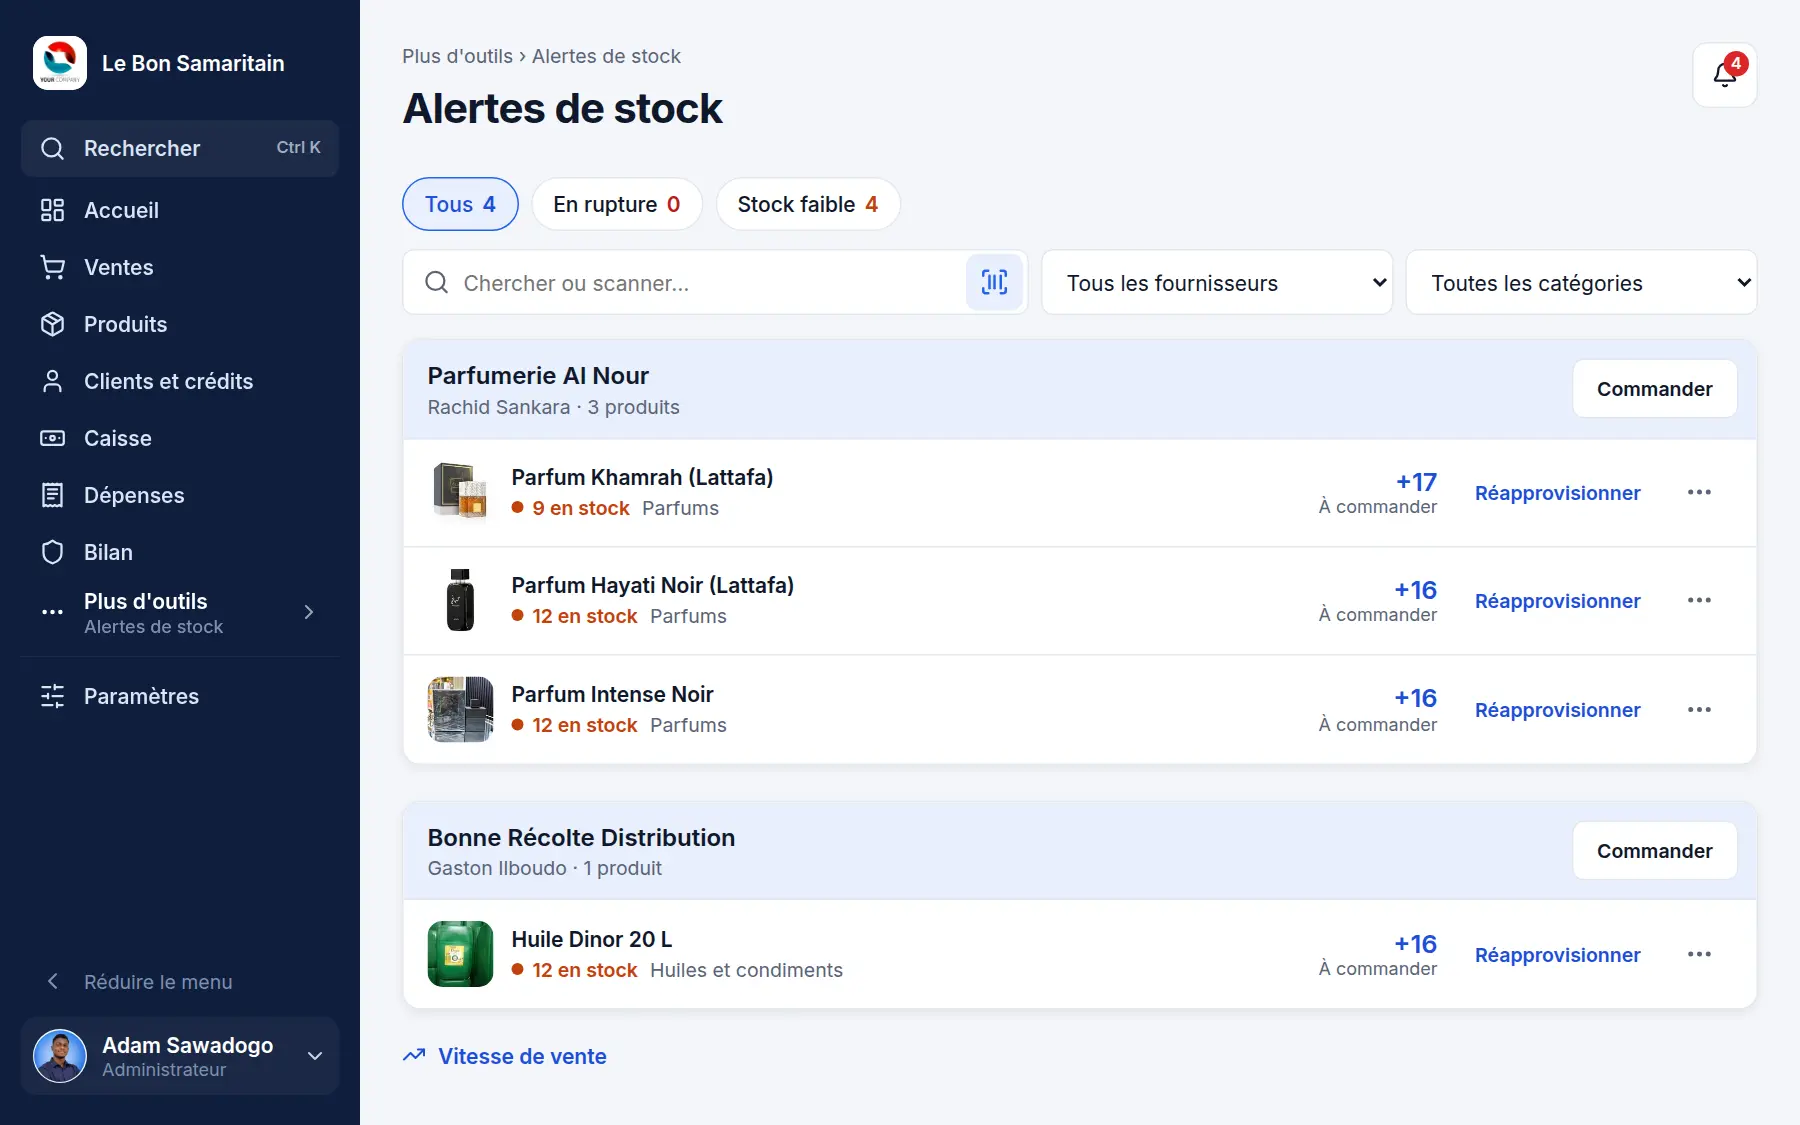 YOUR COMPANY
Le Bon Samaritain
Rechercher Ctrl K
Accueil
Ventes
Produits
Clients et crédits
Caisse
Dépenses
Bilan
Plus d'outils
Alertes de stock
Paramètres
Réduire le menu
Adam Sawadogo
Administrateur
Plus d'outils › Alertes de stock
4
Alertes de stock
Tous 4 En rupture 0 Stock faible 4
Chercher ou scanner... Tous les fournisseurs Toutes les catégories
Parfumerie Al Nour
Rachid Sankara · 3 produits
Commander
Parfum Khamrah (Lattafa)
9 en stock Parfums
+17
À commander
Réapprovisionner
Parfum Hayati Noir (Lattafa)
12 en stock Parfums
+16
À commander
Réapprovisionner
Parfum Intense Noir
12 en stock Parfums
+16
À commander
Réapprovisionner
Bonne Récolte Distribution
Gaston Ilboudo · 1 produit
Commander
Huile Dinor 20 L
12 en stock Huiles et condiments
+16
À commander
Réapprovisionner
Vitesse de vente